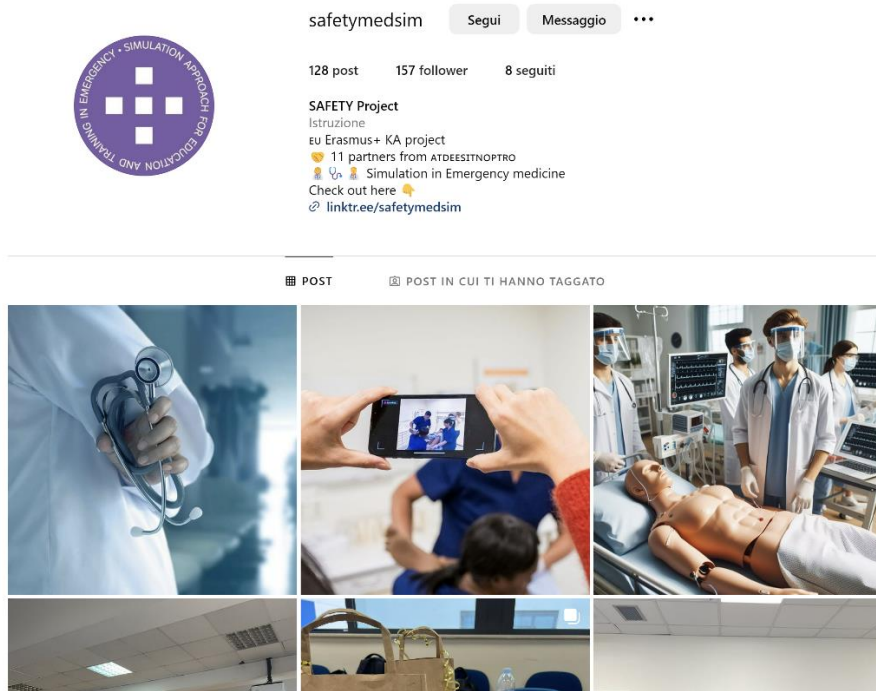 safetymedsim Segui Messaggio
128 post 157 follower 8 seguiti
SIMULATION APPROACH FOR EDUCATION AND TRAINING IN EMERGENCY •
SAFETY Project
Istruzione
EU Erasmus+ KA project
11 partners from ATDEESITNOPTRO
Simulation in Emergency medicine
Check out here
linktr.ee/safetymedsim
POST POST IN CUI TI HANNO TAGGATO